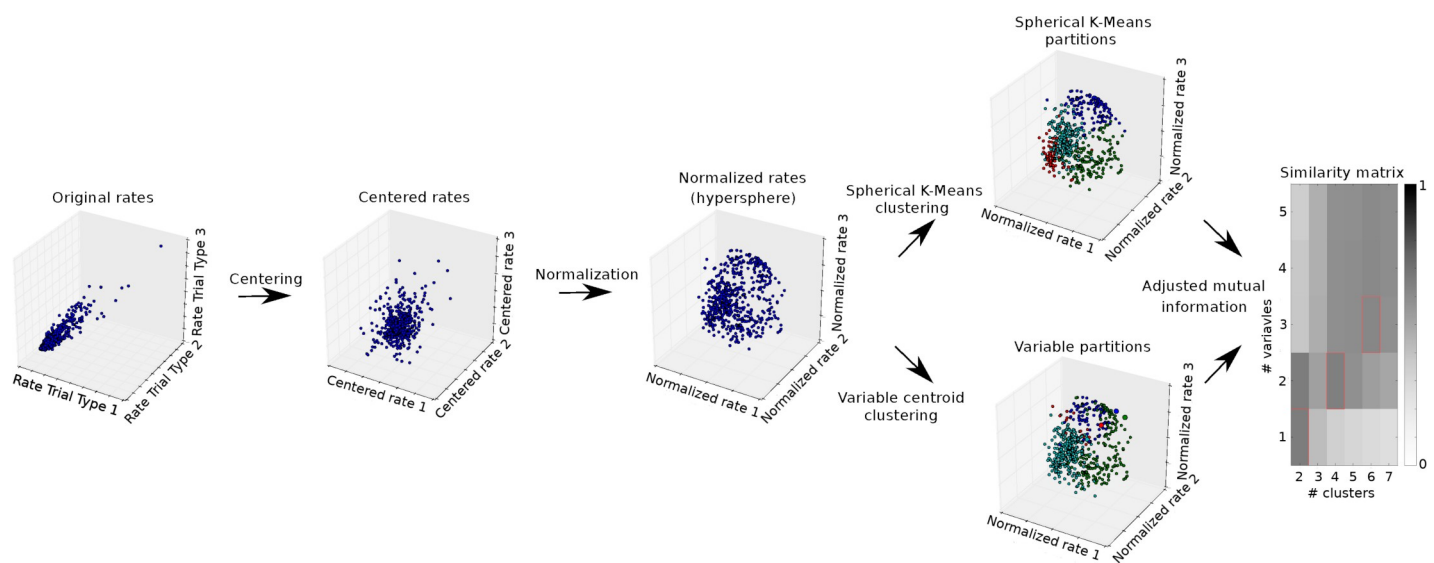 Original rates
Rate Trial Type 1
Rate Trial Type 2
Rate Trial Type 3
Centering
Centered rates
Centered rate 1
Centered rate 2
Centered rate 3
Normalization
Normalized rates
(hypersphere)
Normalized rate 1
Normalized rate 2
Normalized rate 3
Spherical K-Means
clustering
Spherical K-Means
partitions
Normalized rate 1
Normalized rate 2
Normalized rate 3
Variable centroid
clustering
Variable partitions
Normalized rate 1
Normalized rate 2
Normalized rate 3
Adjusted mutual
information
Similarity matrix
# variavles
5
4
3
2
1
2 3 4 5 6 7
# clusters
1
0